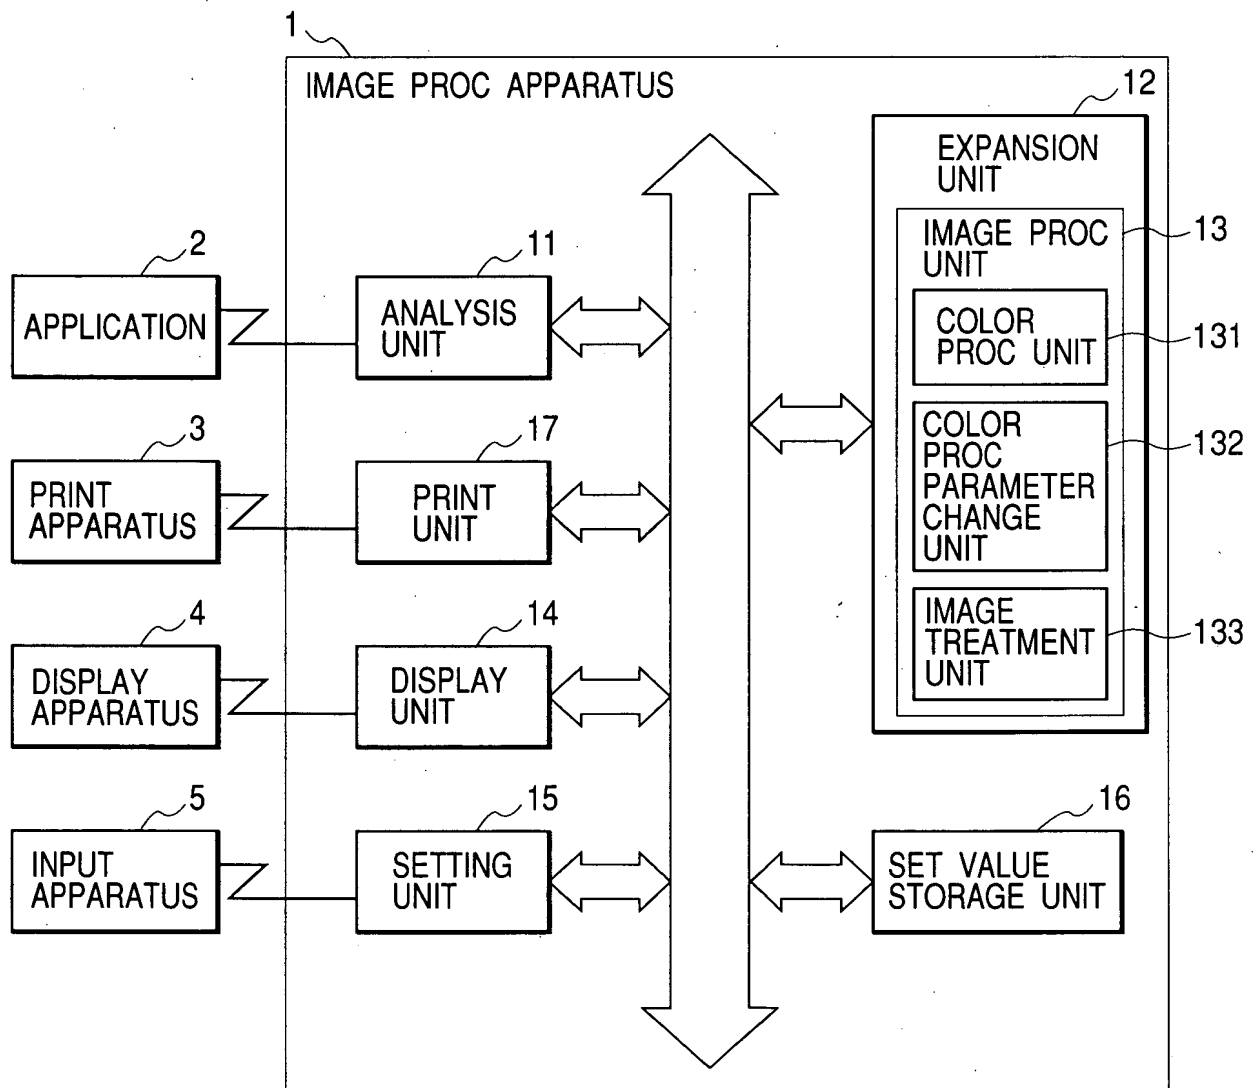 1
IMAGE PROC APPARATUS
12
EXPANSION
UNIT
13
IMAGE PROC
UNIT
2
11
APPLICATION
ANALYSIS
UNIT
COLOR
PROC UNIT
131
3
17
COLOR
PROC
PARAMETER
CHANGE
UNIT
132
PRINT
APPARATUS
PRINT
UNIT
4
14
IMAGE
TREATMENT
UNIT
133
DISPLAY
APPARATUS
DISPLAY
UNIT
5
15
16
INPUT
APPARATUS
SETTING
UNIT
SET VALUE
STORAGE UNIT